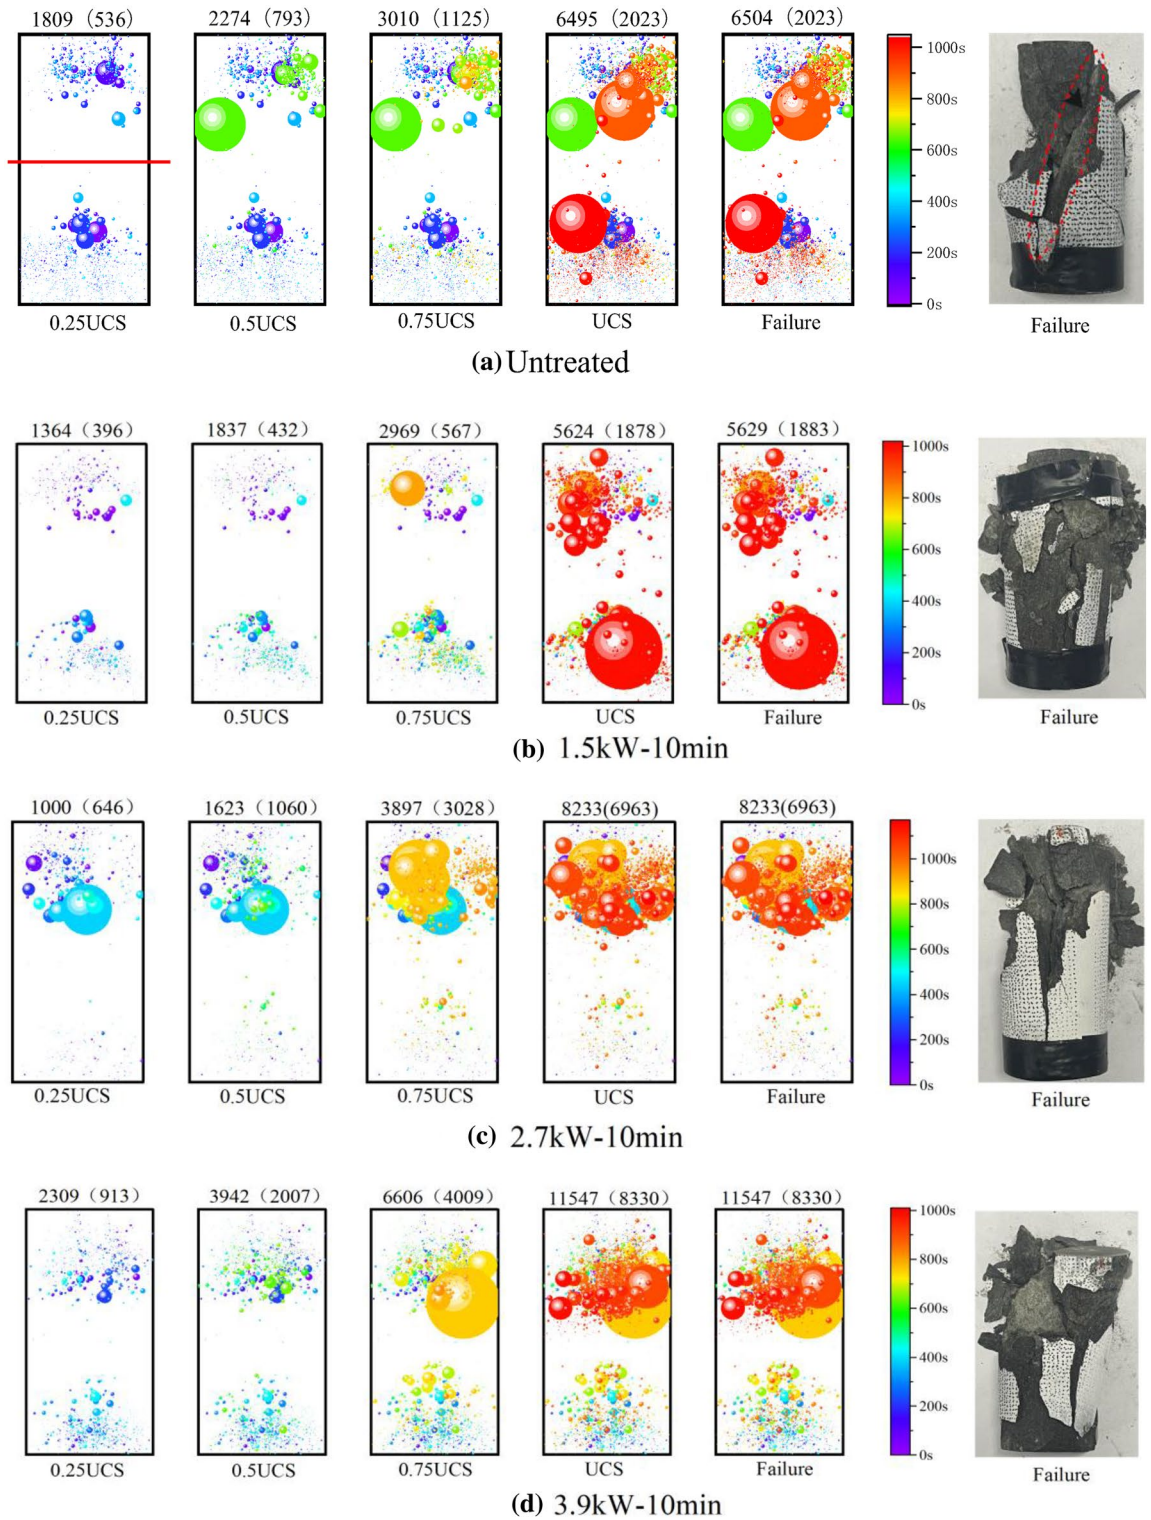 1809 (536) 2274 (793) 3010 (1125) 6495 (2023) 6504 (2023)
1000s
800s
600s
400s
200s
0s
0.25UCS 0.5UCS 0.75UCS UCS Failure Failure
(a) Untreated
1364 (396) 1837 (432) 2969 (567) 5624 (1878) 5629 (1883)
1000s
800s
600s
400s
200s
0s
0.25UCS 0.5UCS 0.75UCS UCS Failure Failure
(b) 1.5kW-10min
1000 (646) 1623 (1060) 3897 (3028) 8233(6963) 8233(6963)
1000s
800s
600s
400s
200s
0s
0.25UCS 0.5UCS 0.75UCS UCS Failure Failure
(c) 2.7kW-10min
2309 (913) 3942 (2007) 6606 (4009) 11547 (8330) 11547 (8330)
1000s
800s
600s
400s
200s
0s
0.25UCS 0.5UCS 0.75UCS UCS Failure Failure
(d) 3.9kW-10min